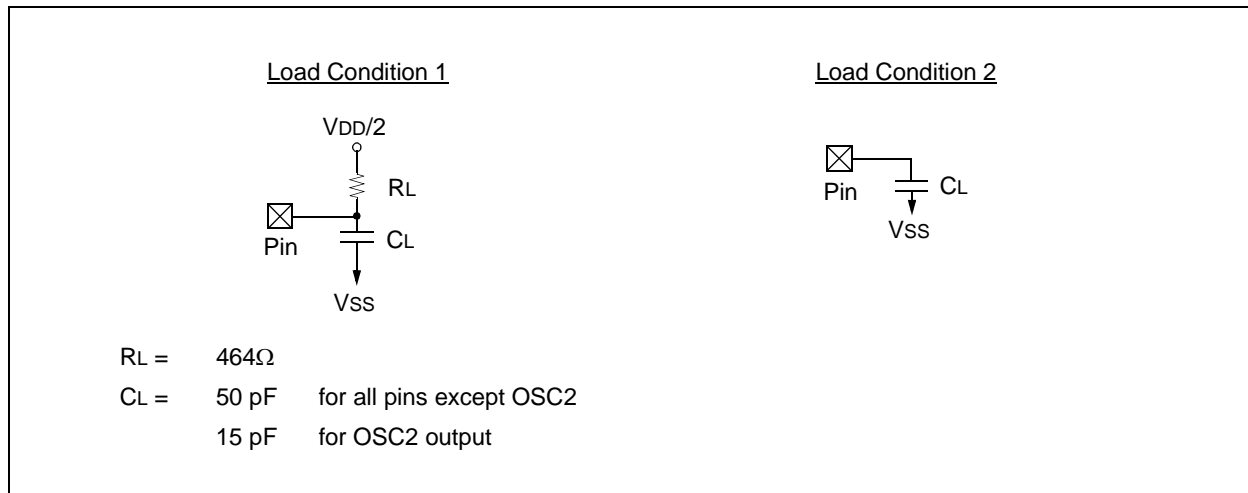 Load Condition 1
VDD/2
RL
Pin
CL
VSS
Load Condition 2
Pin
CL
VSS
RL = 464Ω
CL = 50 pF for all pins except OSC2
15 pF for OSC2 output